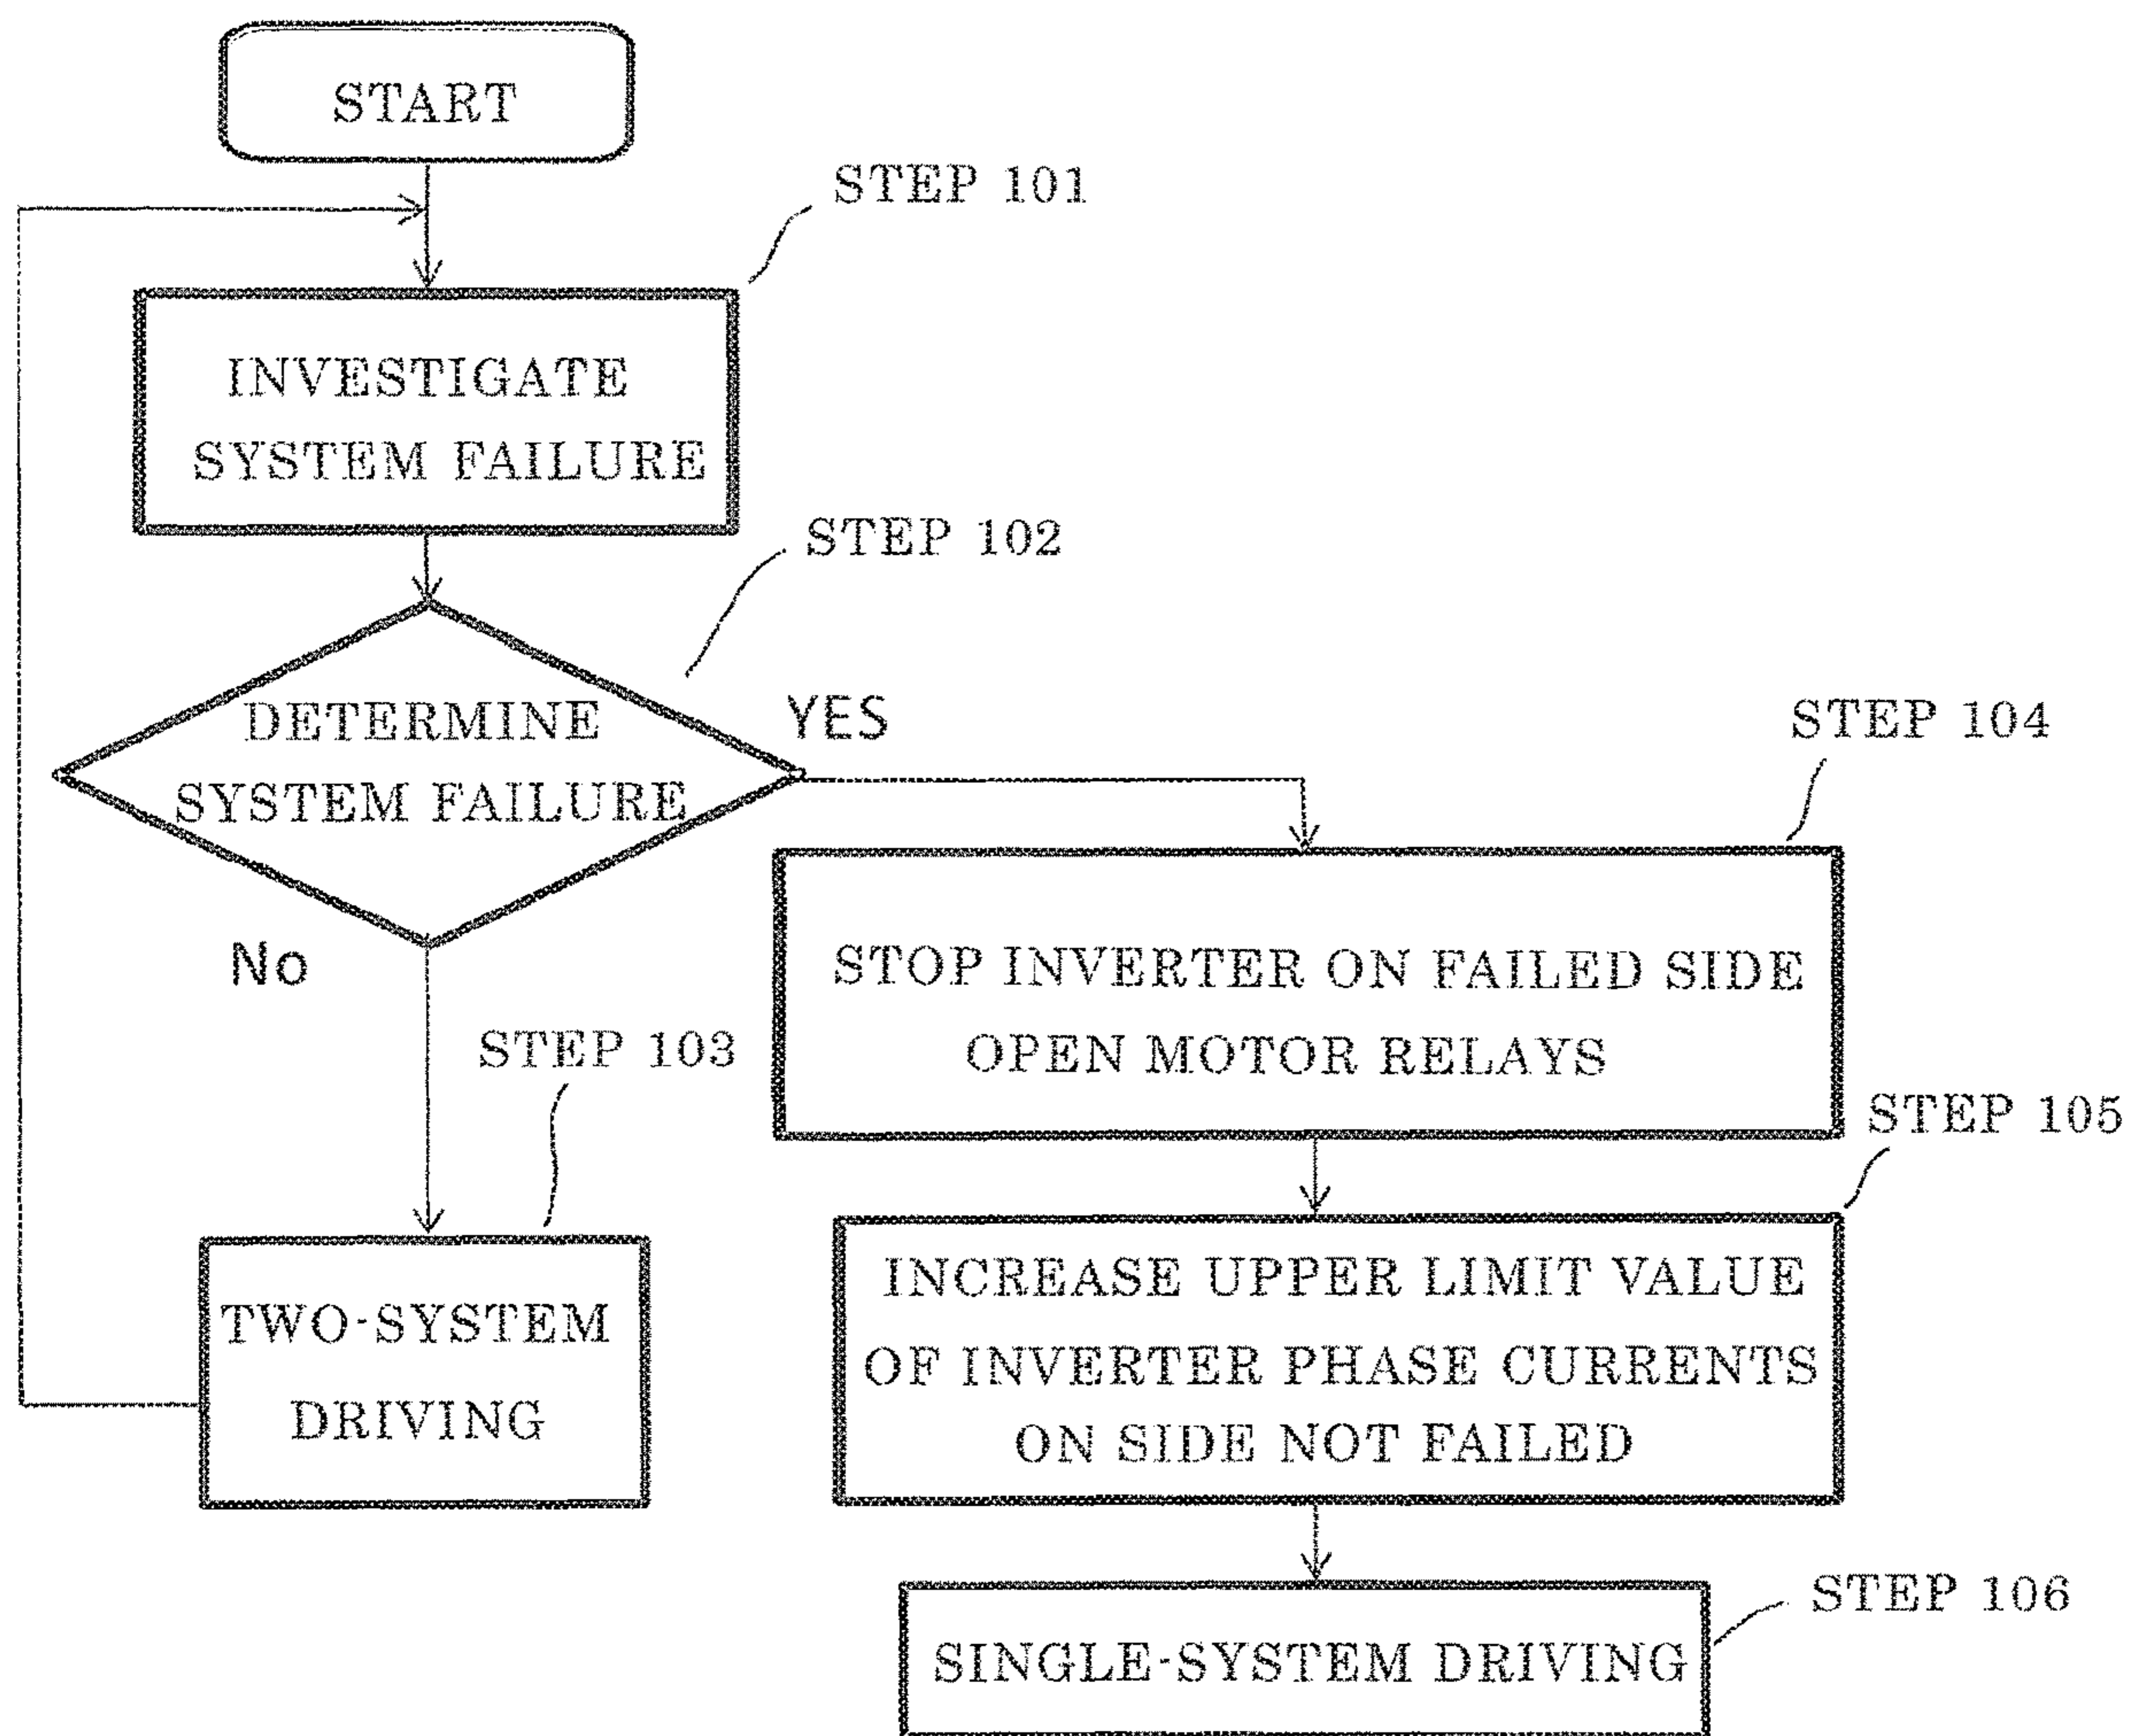 START
STEP 101
INVESTIGATE
SYSTEM FAILURE
STEP 102
DETERMINE
SYSTEM FAILURE
YES
No
STEP 103
TWO-SYSTEM
DRIVING
STEP 104
STOP INVERTER ON FAILED SIDE
OPEN MOTOR RELAYS
STEP 105
INCREASE UPPER LIMIT VALUE
OF INVERTER PHASE CURRENTS
ON SIDE NOT FAILED
STEP 106
SINGLE-SYSTEM DRIVING